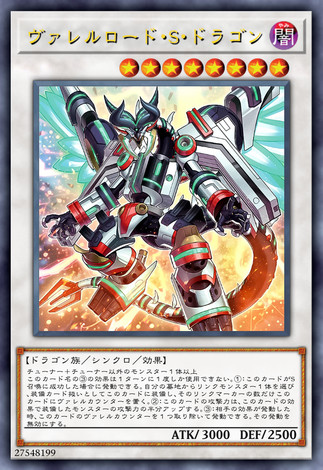 ヴァレルロード・S・ドラゴン
やみ
闇
【ドラゴン族/シンクロ/効果】
チューナー+チューナー以外のモンスター1体以上
このカード名の③の効果は1ターンに1度しか使用できない。①:このカードがS
召喚に成功した場合に発動できる。自分の墓地からリンクモンスター1体を選び
、装備カード扱いとしてこのカードに装備し、そのリンクマーカーの数だけこのカ
ードにヴァレルカウンターを置く。②:このカードの攻撃力は、このカードの効
果で装備したモンスターの攻撃力の半分アップする。③:相手の効果が発動した
時、このカードのヴァレルカウンターを1つ取り除いて発動できる。その発動を
無効にする。
ATK/3000 DEF/2500
27548199